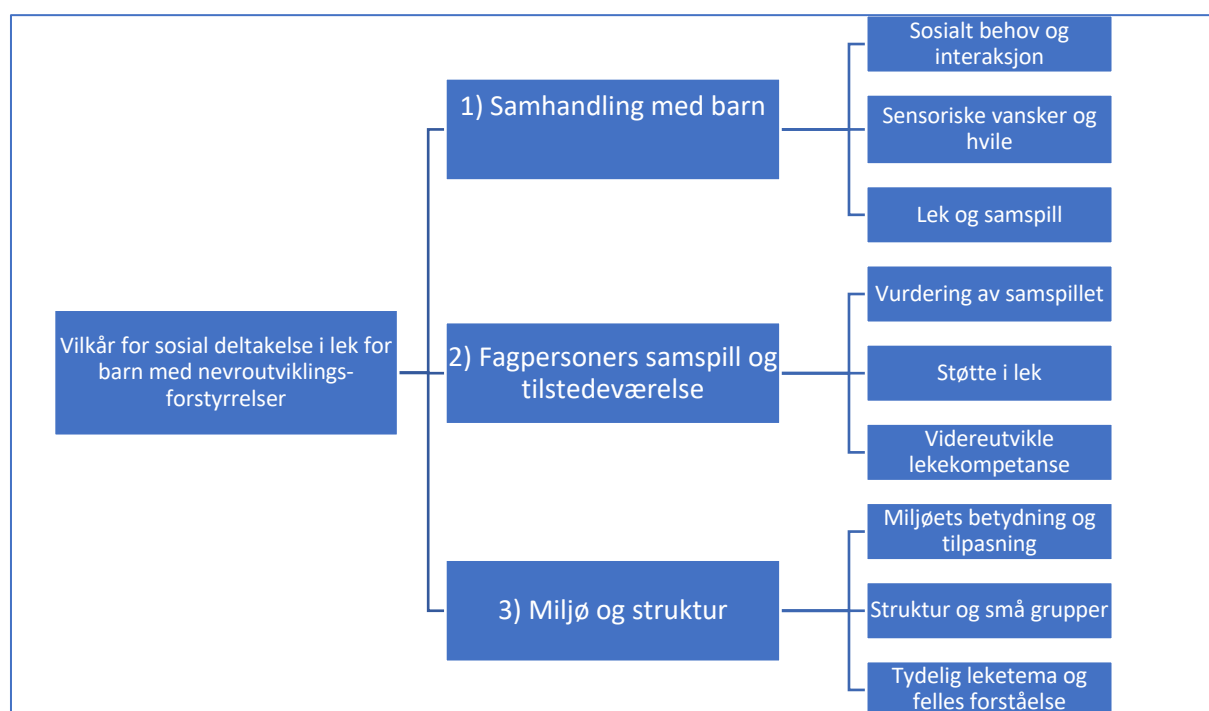 Vilkår for sosial deltakelse i lek for
barn med nevroutviklings-
forstyrrelser
1) Samhandling med barn
Sosialt behov og
interaksjon
Sensoriske vansker og
hvile
Lek og samspill
2) Fagpersoners samspill og
tilstedeværelse
Vurdering av samspillet
Støtte i lek
Videreutvikle
lekekompetanse
3) Miljø og struktur
Miljøets betydning og
tilpasning
Struktur og små grupper
Tydelig leketema og
felles forståelse